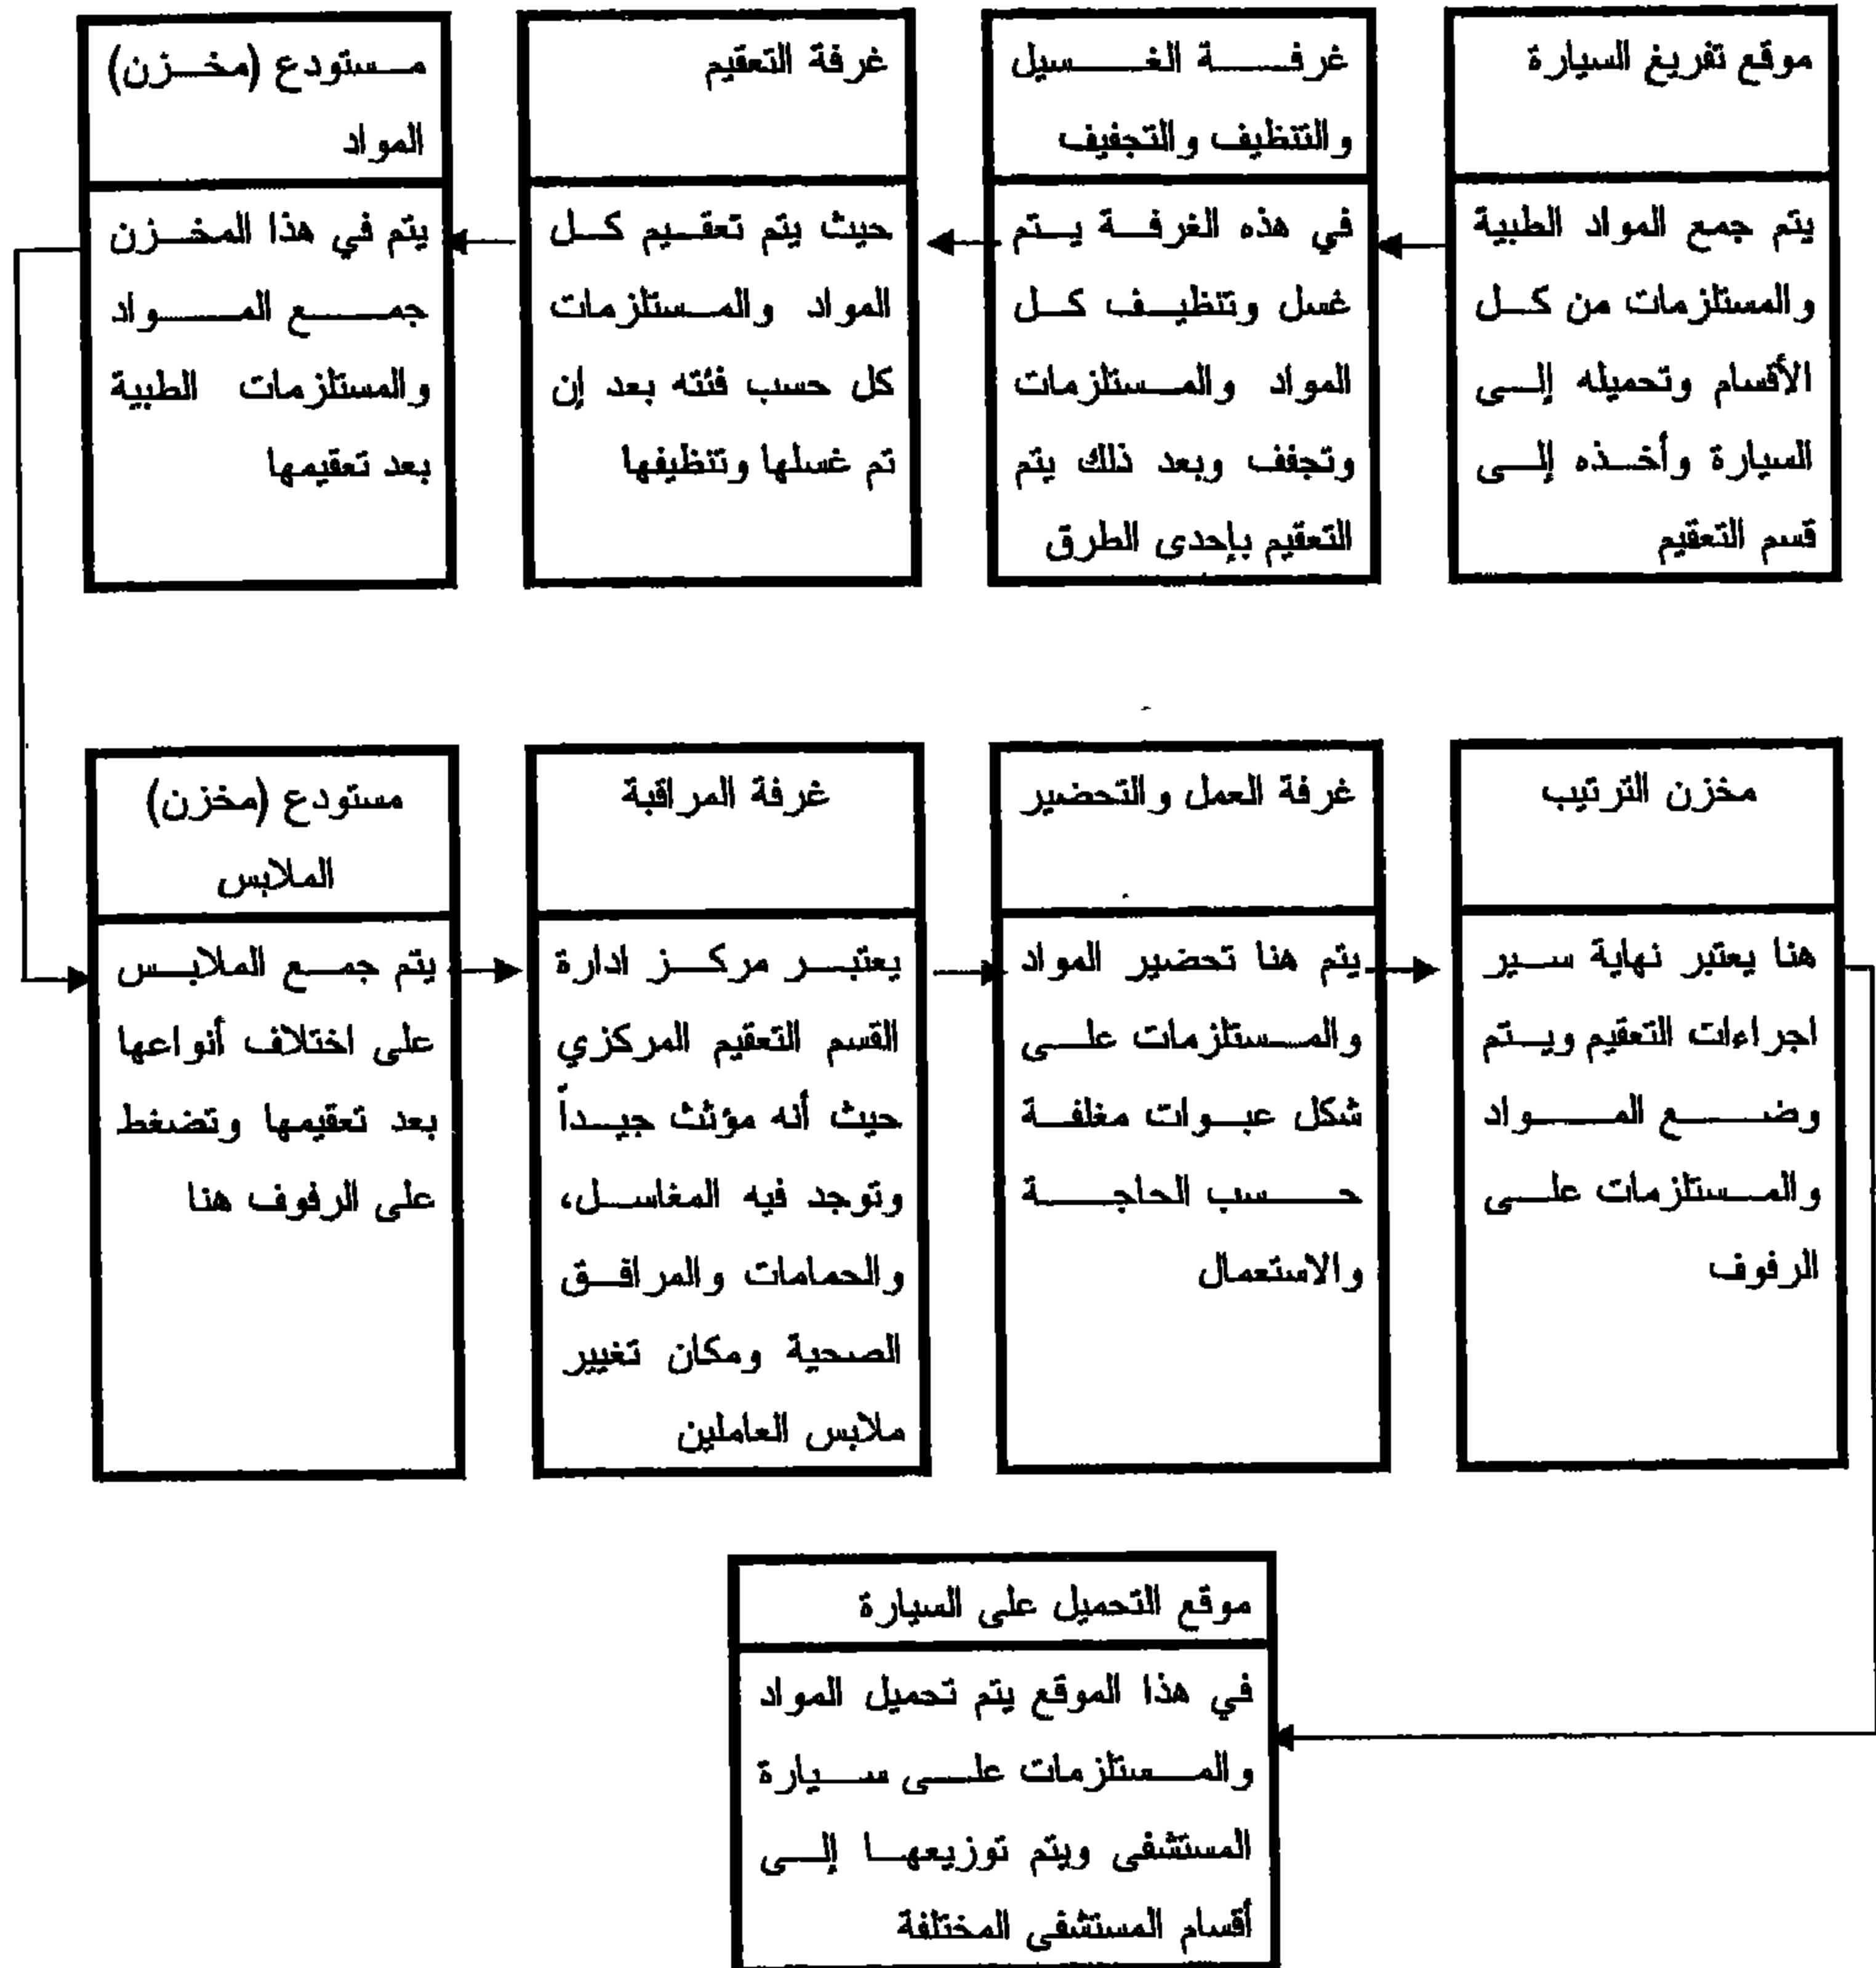 موقع تفريغ السيارة
يتم جمع المواد الطبية
والمستلزمات من كل
الأقسام وتحميله إلى
السيارة وأخذه إلى
قسم التعقيم
غرفة الغسيل
والتنظيف والتجفيف
في هذه الغرفة يتم
غسل وتنظيف كل
المواد والمستلزمات
وتجفف وبعد ذلك يتم
التعقيم بإحدى الطرق
غرفة التعقيم
حيث يتم تعقيم كل
المواد والمستلزمات
كل حسب فئته بعد إن
تم غسلها وتنظيفها
مستودع (مخزن)
المواد
يتم في هذا المخزن
جمع المواد
والمستلزمات الطبية
بعد تعقيمها
مستودع (مخزن)
الملابس
يتم جمع الملابس
على اختلاف أنواعها
بعد تعقيمها وتضغط
على الرفوف هنا
غرفة المراقبة
يعتبر مركز ادارة
القسم التعقيم المركزي
حيث أنه مؤثث جيداً
وتوجد فيه المغاسل،
والحمامات والمرافق
الصحية ومكان تغيير
ملابس العاملين
غرفة العمل والتحضير
يتم هنا تحضير المواد
والمستلزمات على
شكل عبوات مغلفة
حسب الحاجة
والاستعمال
مخزن الترتيب
هنا يعتبر نهاية سير
اجراءات التعقيم ويتم
وضع المواد
والمستلزمات على
الرفوف
موقع التحميل على السيارة
في هذا الموقع يتم تحميل المواد
والمستلزمات على سيارة
المستشفى ويتم توزيعها إلى
أقسام المستشفى المختلفة